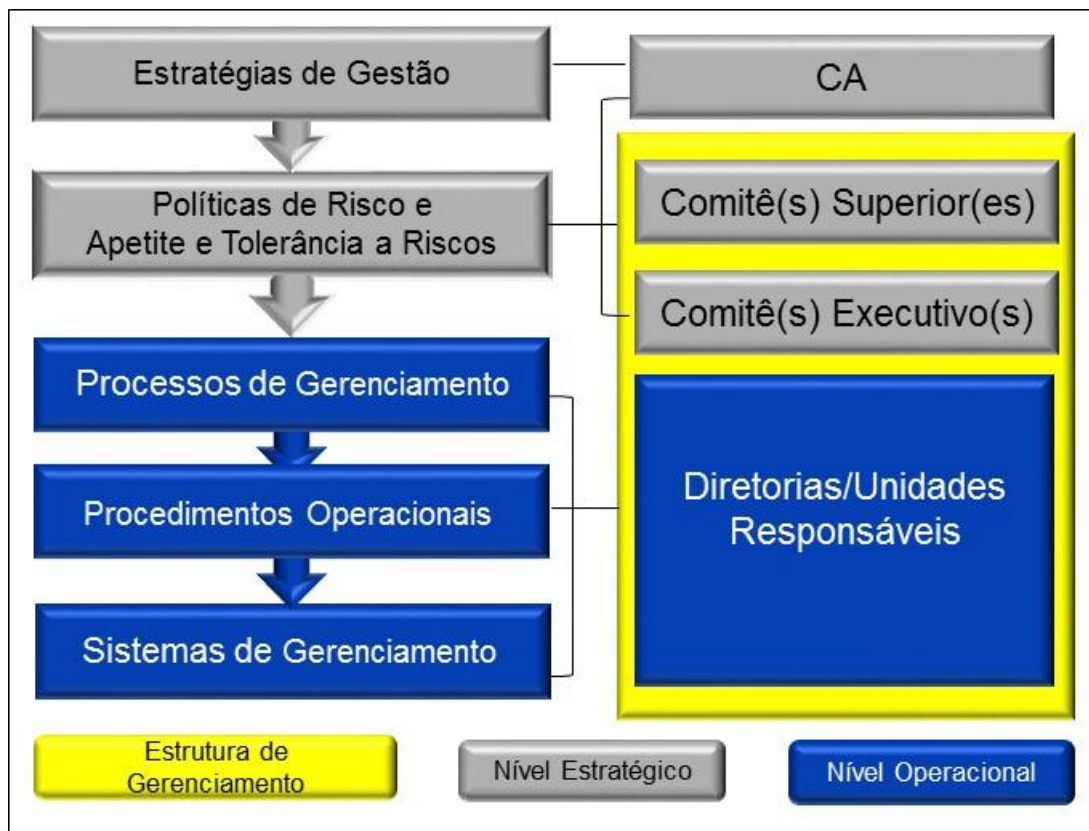 Estratégias de Gestão
CA
Políticas de Risco e
Apetite e Tolerância a Riscos
Comitê(s) Superior(es)
Comitê(s) Executivo(s)
Processos de Gerenciamento
Procedimentos Operacionais
Sistemas de Gerenciamento
Diretorias/Unidades
Responsáveis
Estrutura de
Gerenciamento
Nível Estratégico
Nível Operacional